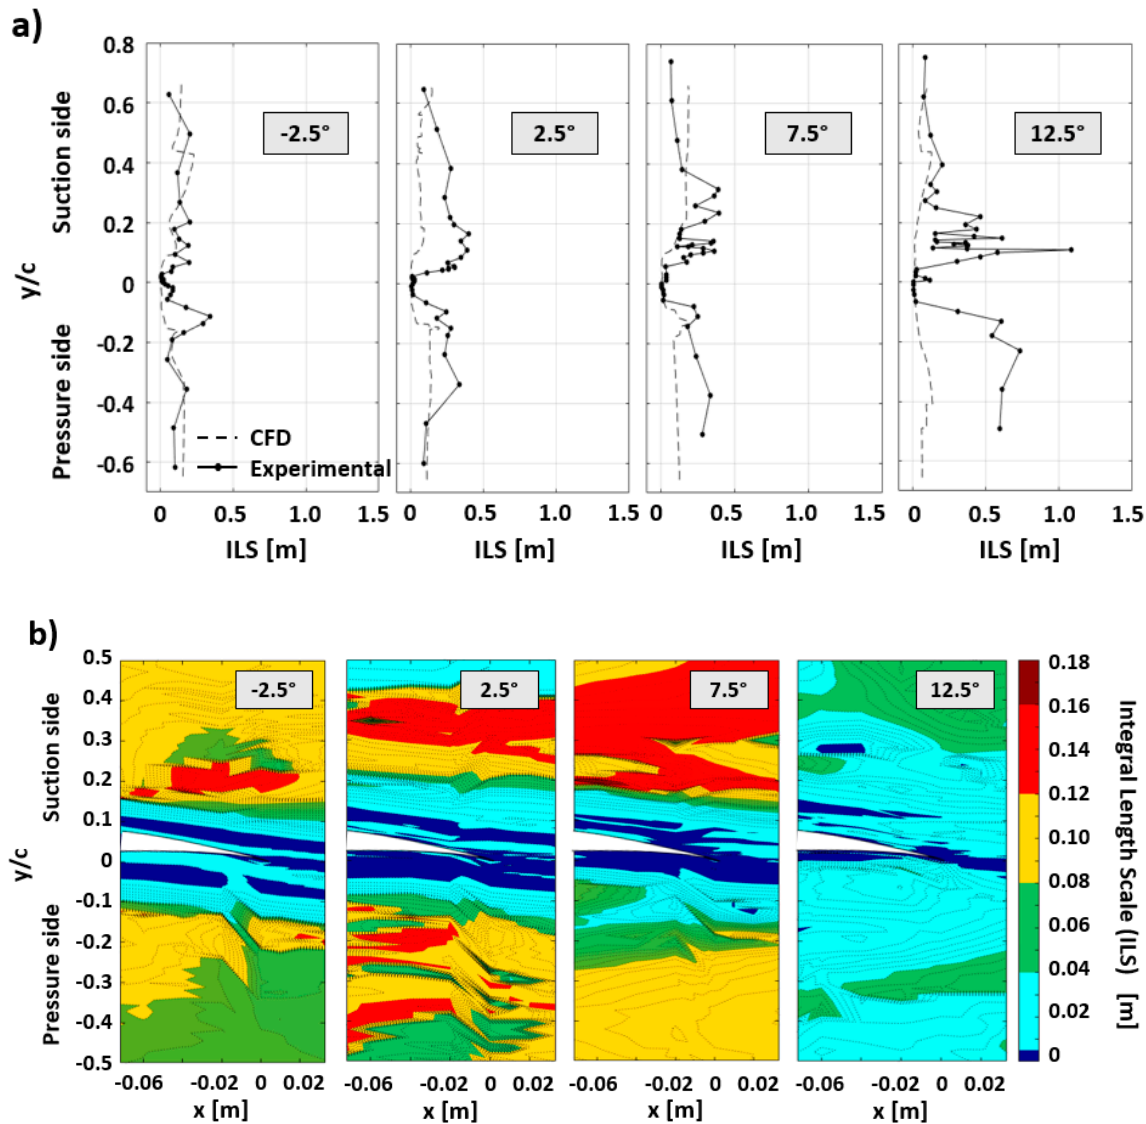 a)
0.8
0.6
0.4
0.2
0
-0.2
-0.4
-0.6
Suction side
y/c
Pressure side
-2.5°
2.5°
7.5°
12.5°
CFD
Experimental
0 0.5 1.0 1.5
0 0.5 1.0 1.5
0 0.5 1.0 1.5
0 0.5 1.0 1.5
ILS [m]
ILS [m]
ILS [m]
ILS [m]
b)
0.5
0.4
0.3
0.2
0.1
0
-0.1
-0.2
-0.3
-0.4
-0.5
Suction side
y/c
Pressure side
-2.5°
2.5°
7.5°
12.5°
0.18
0.16
0.14
0.12
0.10
0.08
0.06
0.04
0.02
0
Integral Length Scale (ILS) [m]
-0.06 -0.02 0 0.02
-0.06 -0.02 0 0.02
-0.06 -0.02 0 0.02
-0.06 -0.02 0 0.02
x [m]
x [m]
x [m]
x [m]